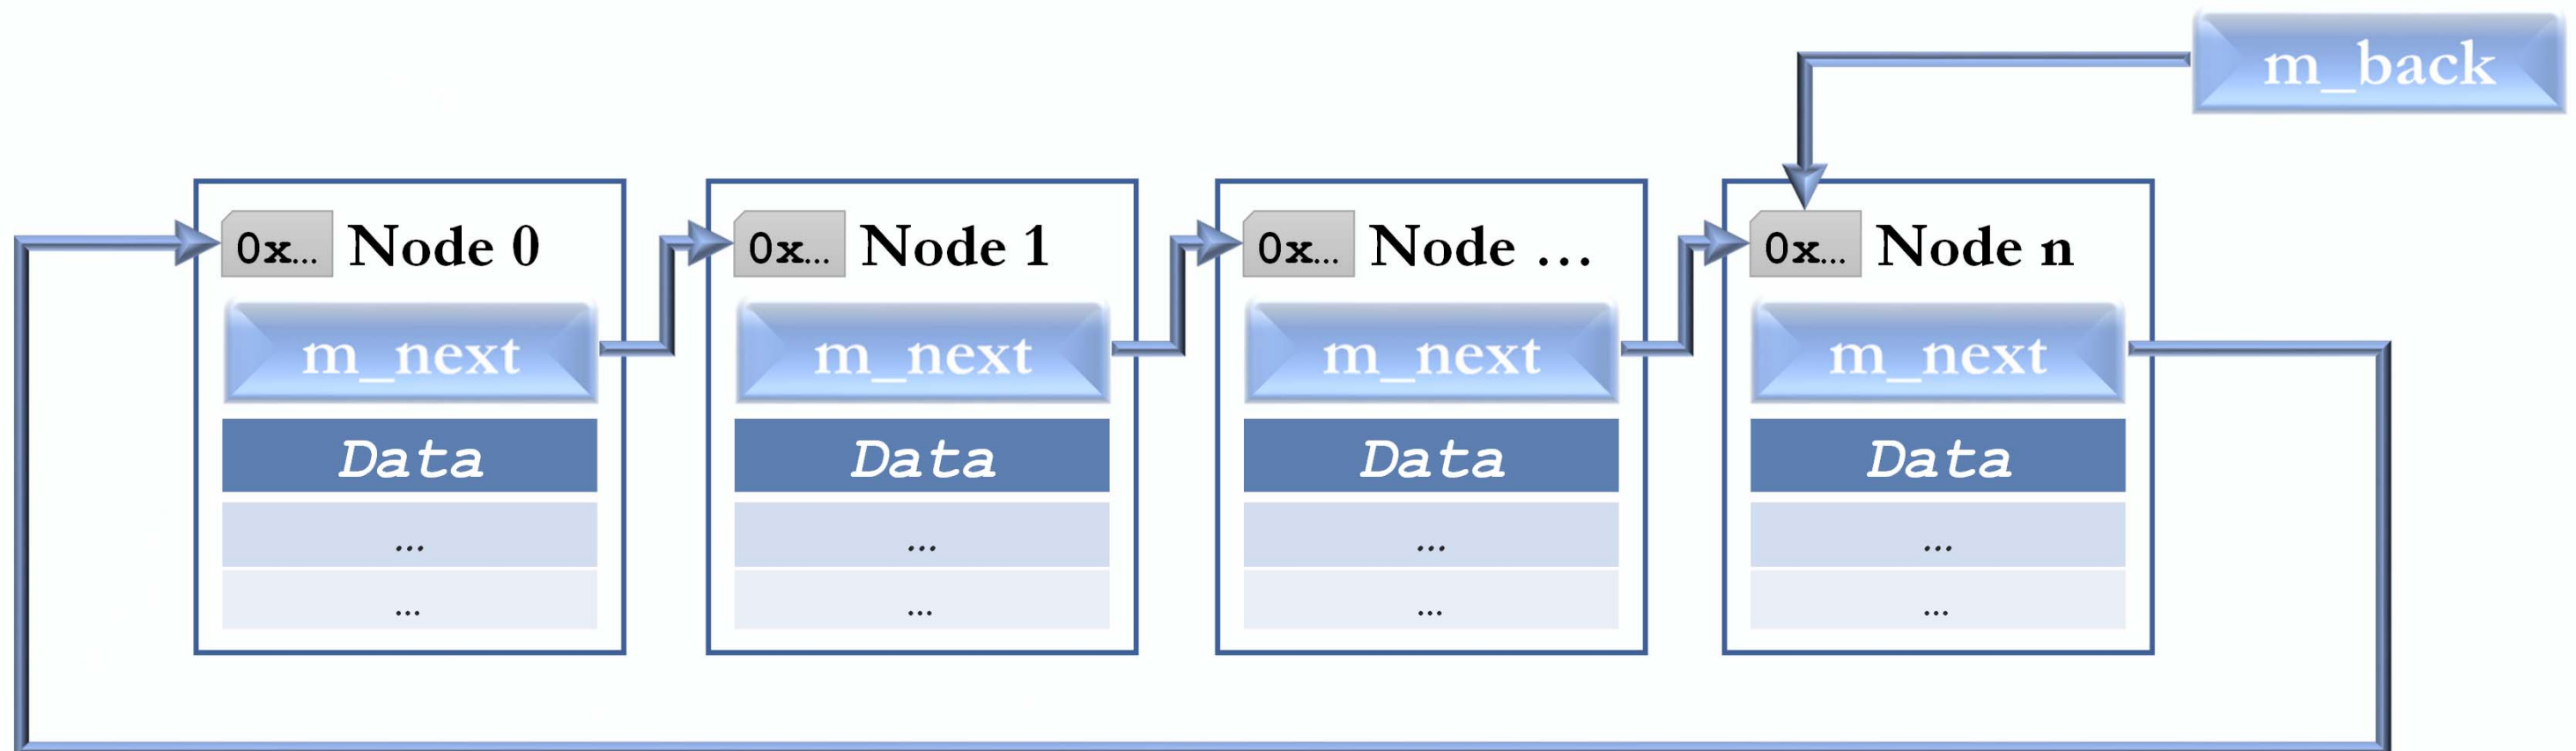 m_back
0x... Node 0
0x... Node 1
0x... Node …
0x... Node n
m_next
m_next
m_next
m_next
Data
Data
Data
Data
...
...
...
...
...
...
...
...